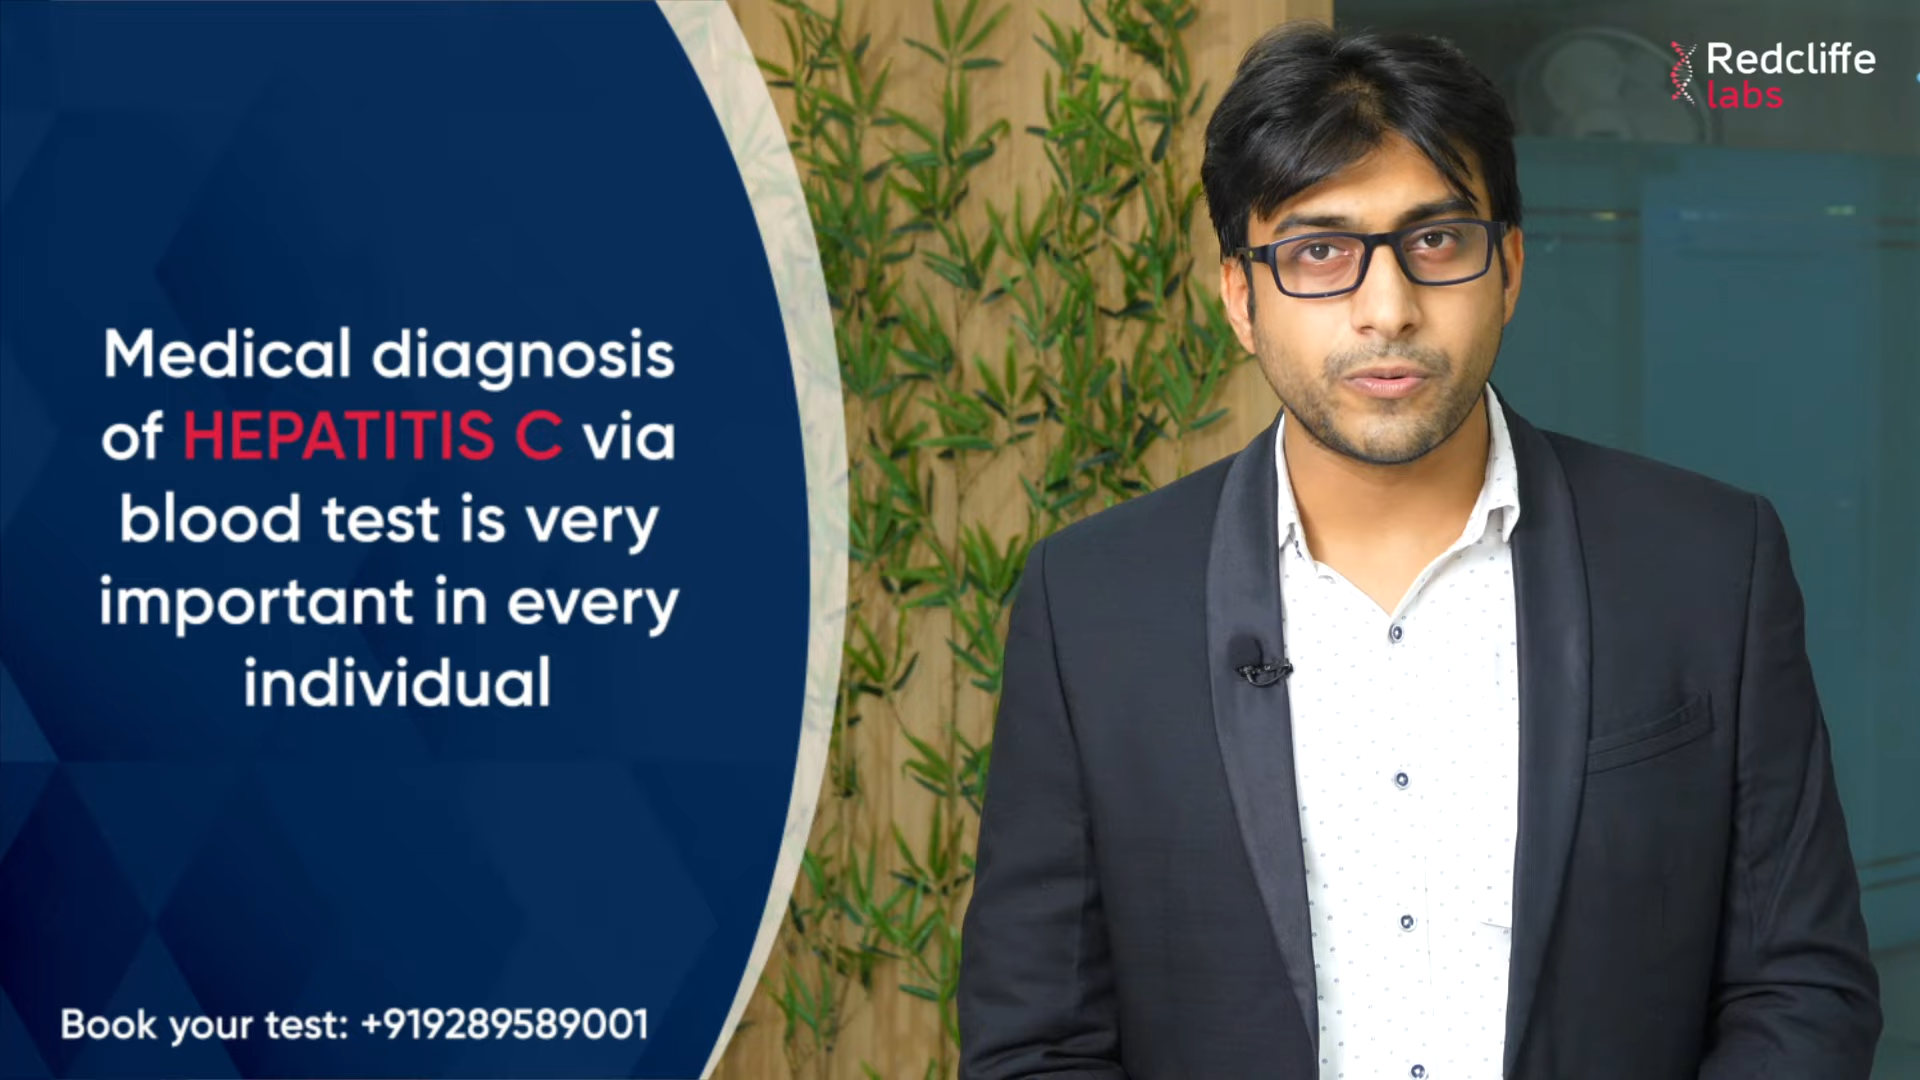 Medical diagnosis
of HEPATITIS C via
blood test is very
important in every
individual
Book your test: +919289589001
Redcliffe
labs